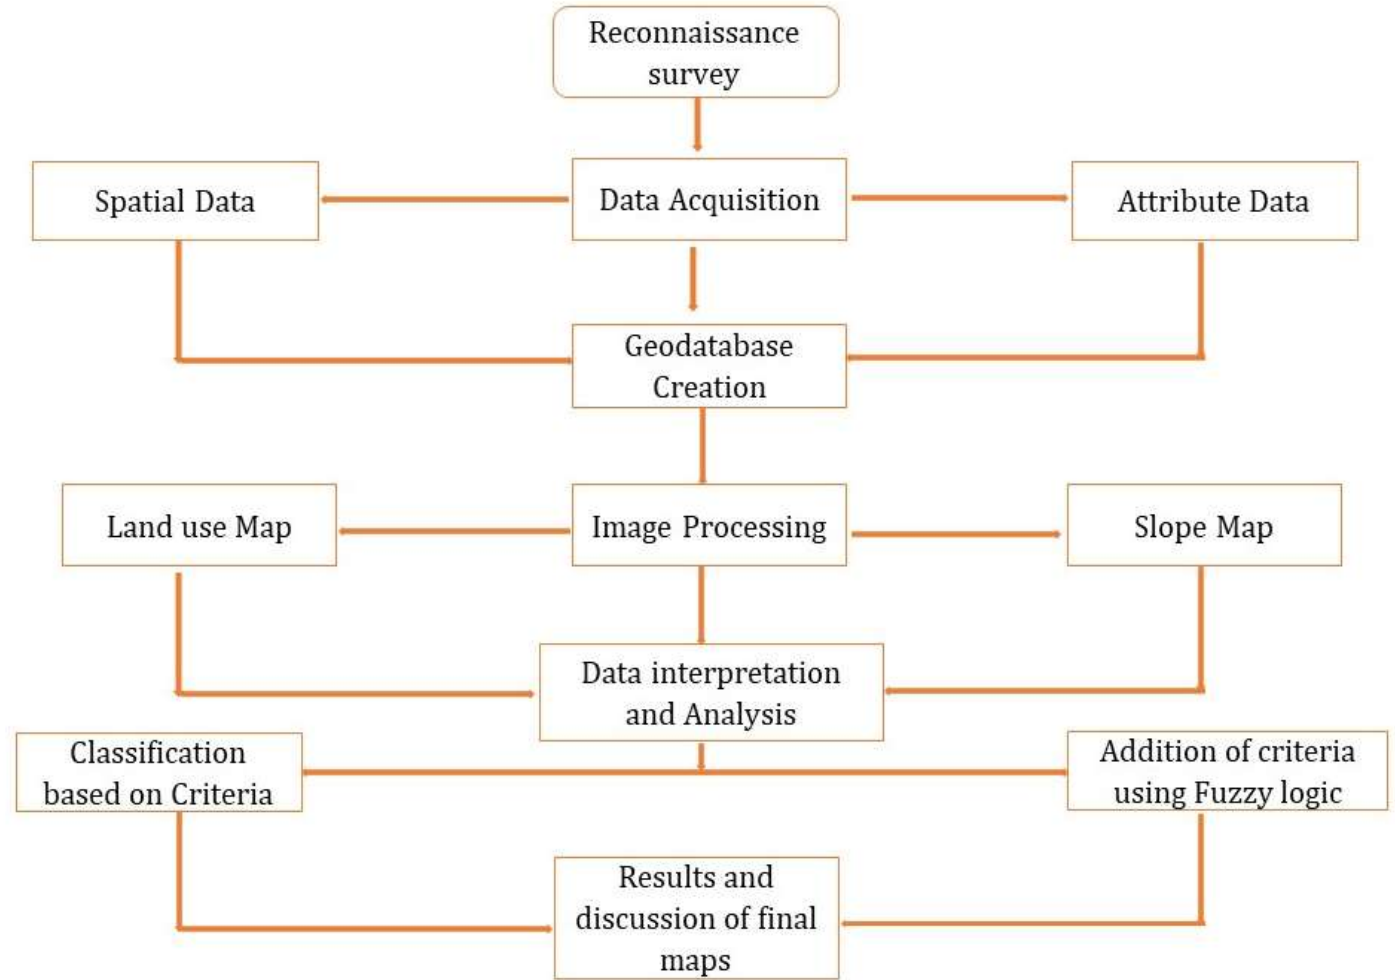 Reconnaissance
survey
Spatial Data
Data Acquisition
Attribute Data
Geodatabase
Creation
Land use Map
Image Processing
Slope Map
Data interpretation
and Analysis
Classification
based on Criteria
Addition of criteria
using Fuzzy logic
Results and
discussion of final
maps